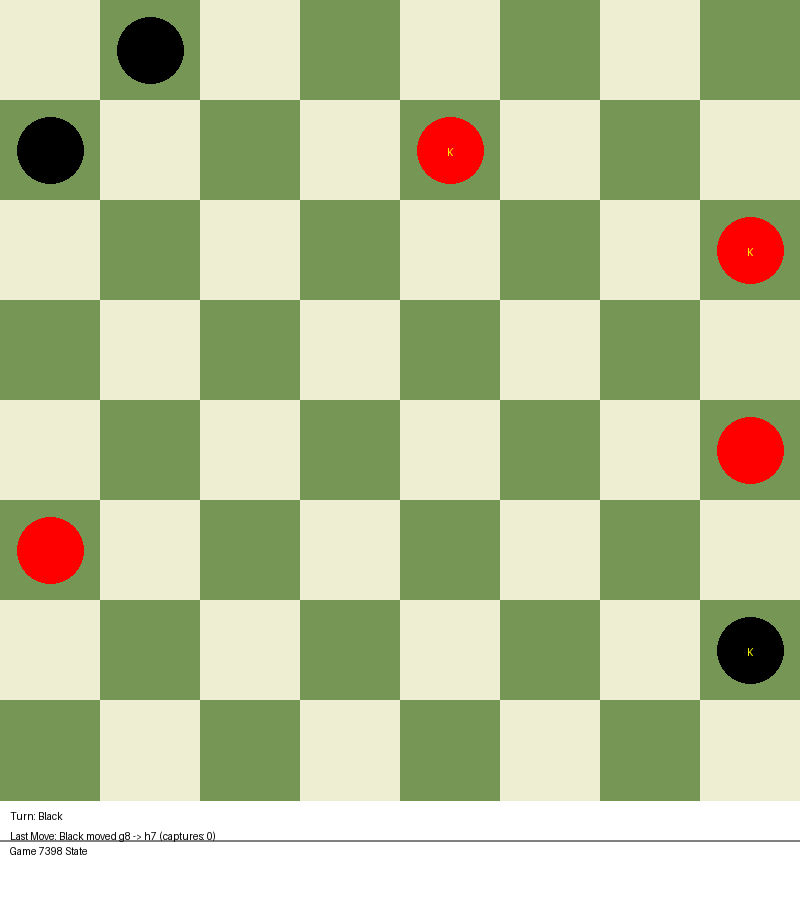 K
K
K
Turn: Black
Last Move: Black moved g8 -> h7 (captures: 0)
Game 7398 State